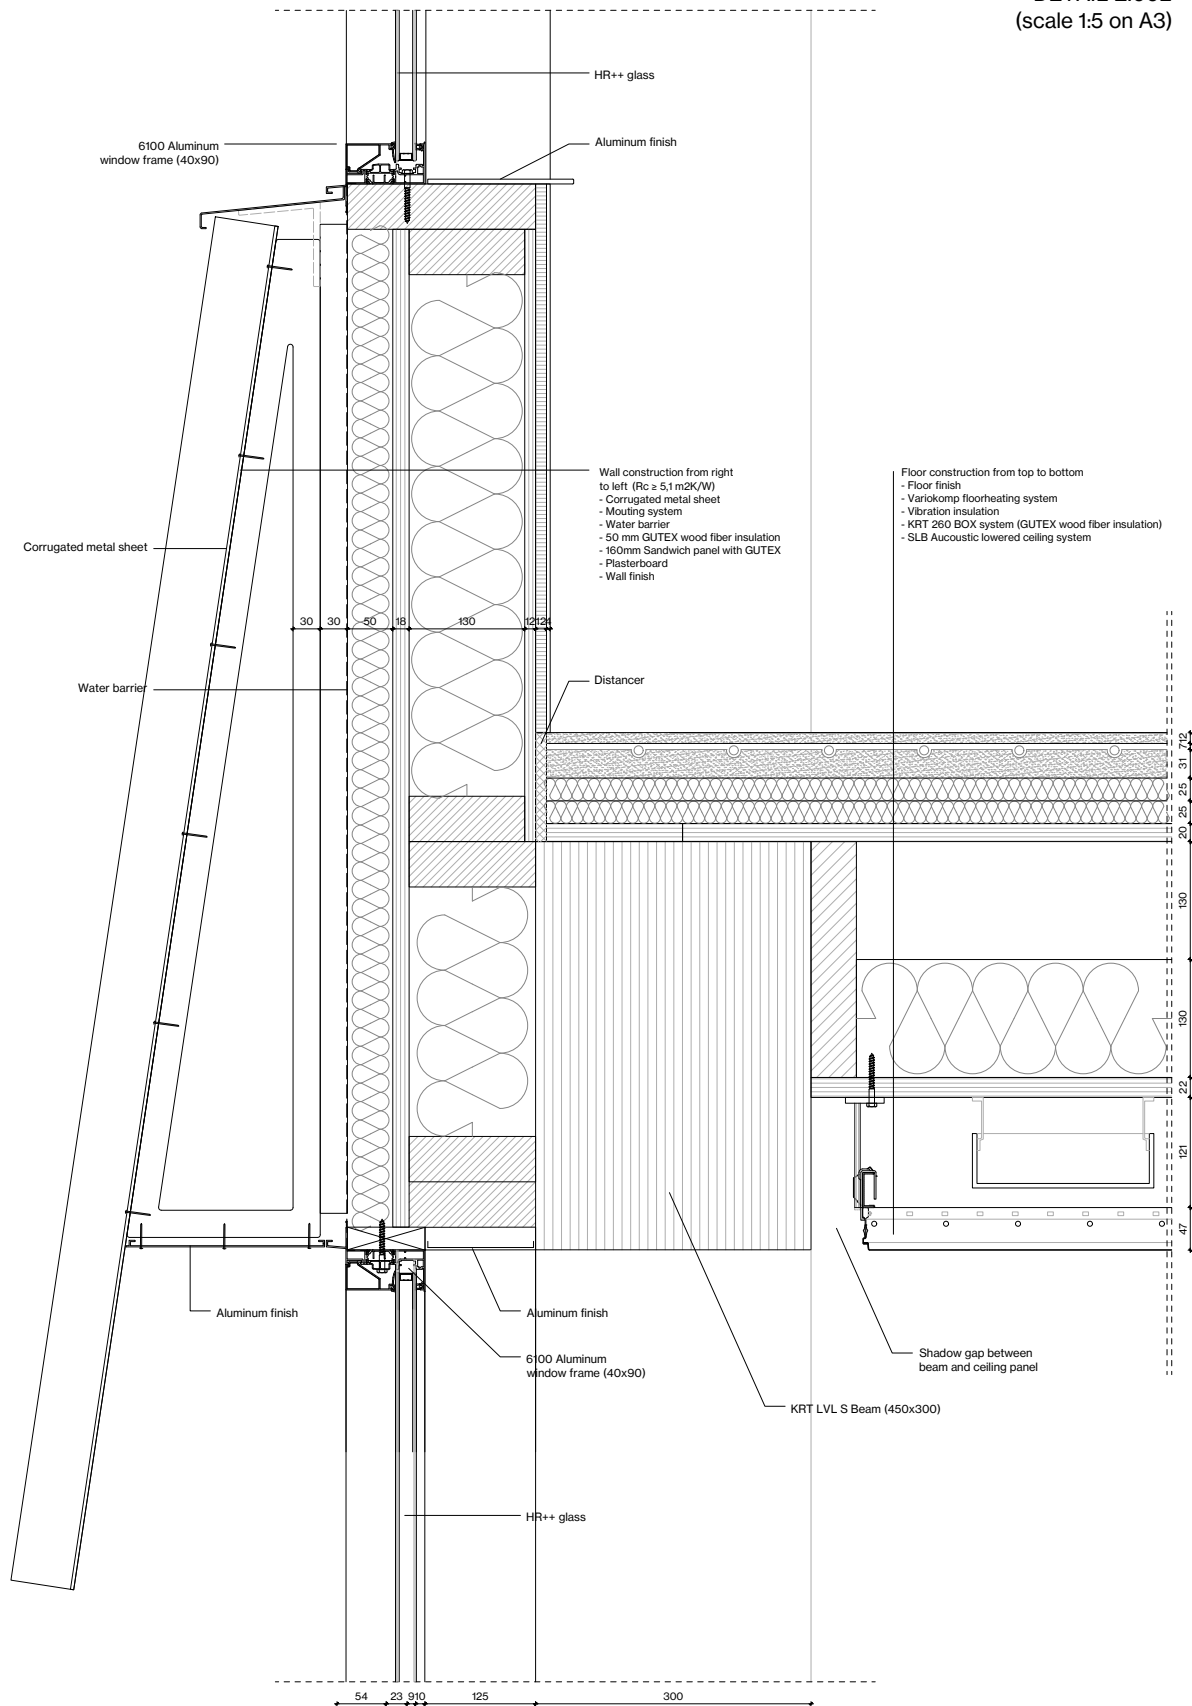 (scale 1:5 on A3)
HR++ glass
6100 Aluminum
window frame (40x90)
Aluminum finish
Wall construction from right
to left (Rc ≥ 5,1 m2K/W)
- Corrugated metal sheet
- Mouting system
- Water barrier
- 50 mm GUTEX wood fiber insulation
- 160mm Sandwich panel with GUTEX
- Plasterboard
- Wall finish
Floor construction from top to bottom
- Floor finish
- Variokomp floorheating system
- Vibration insulation
- KRT 260 BOX system (GUTEX wood fiber insulation)
- SLB Aucoustic lowered ceiling system
Corrugated metal sheet
30 30 50 18 130 12 12 4
Water barrier
Distancer
12
7
31
25
25
20
130
130
22
121
47
Aluminum finish
Aluminum finish
6100 Aluminum
window frame (40x90)
Shadow gap between
beam and ceiling panel
KRT LVL S Beam (450x300)
HR++ glass
54 23 9 10 125 300